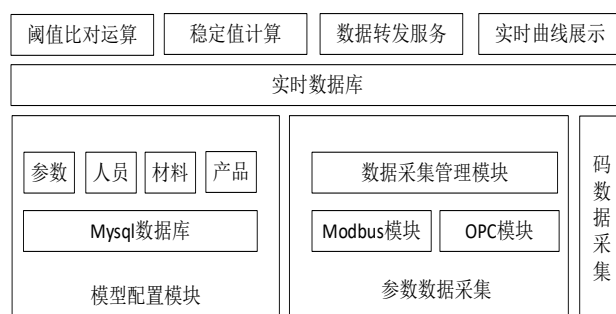 阈值比对运算 稳定值计算 数据转发服务 实时曲线展示
实时数据库
参数 人员 材料 产品
Mysql数据库
模型配置模块
数据采集管理模块
Modbus模块 OPC模块
参数数据采集
码数据采集